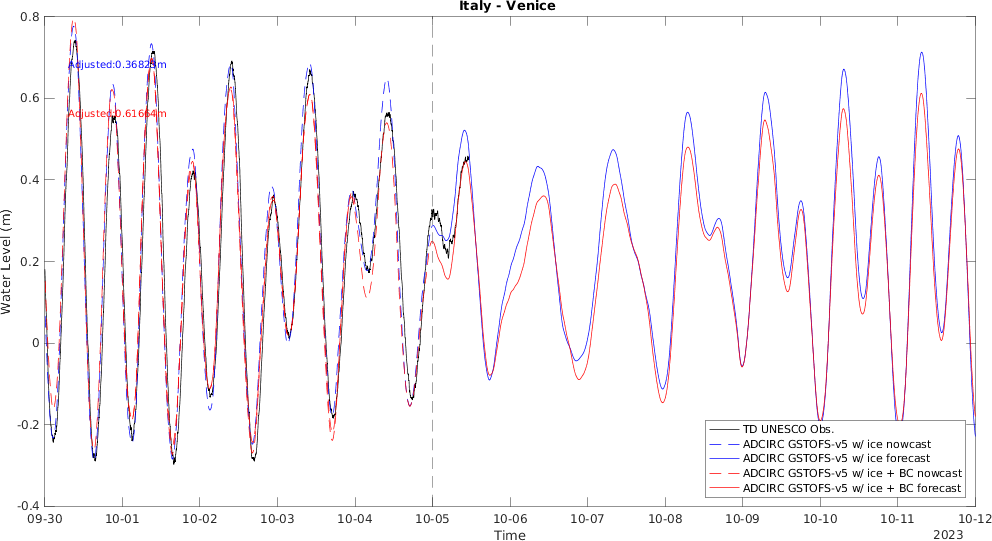 Italy - Venice
0.8
0.6
0.4
0.2
0
-0.2
-0.4
Water Level (m)
Adjusted:0.36825m
Adjusted:0.61664m
TD UNESCO Obs.
ADCIRC GSTOFS-v5 w/ ice nowcast
ADCIRC GSTOFS-v5 w/ ice forecast
ADCIRC GSTOFS-v5 w/ ice + BC nowcast
ADCIRC GSTOFS-v5 w/ ice + BC forecast
09-30 10-01 10-02 10-03 10-04 10-05 10-06 10-07 10-08 10-09 10-10 10-11 10-12
Time
2023